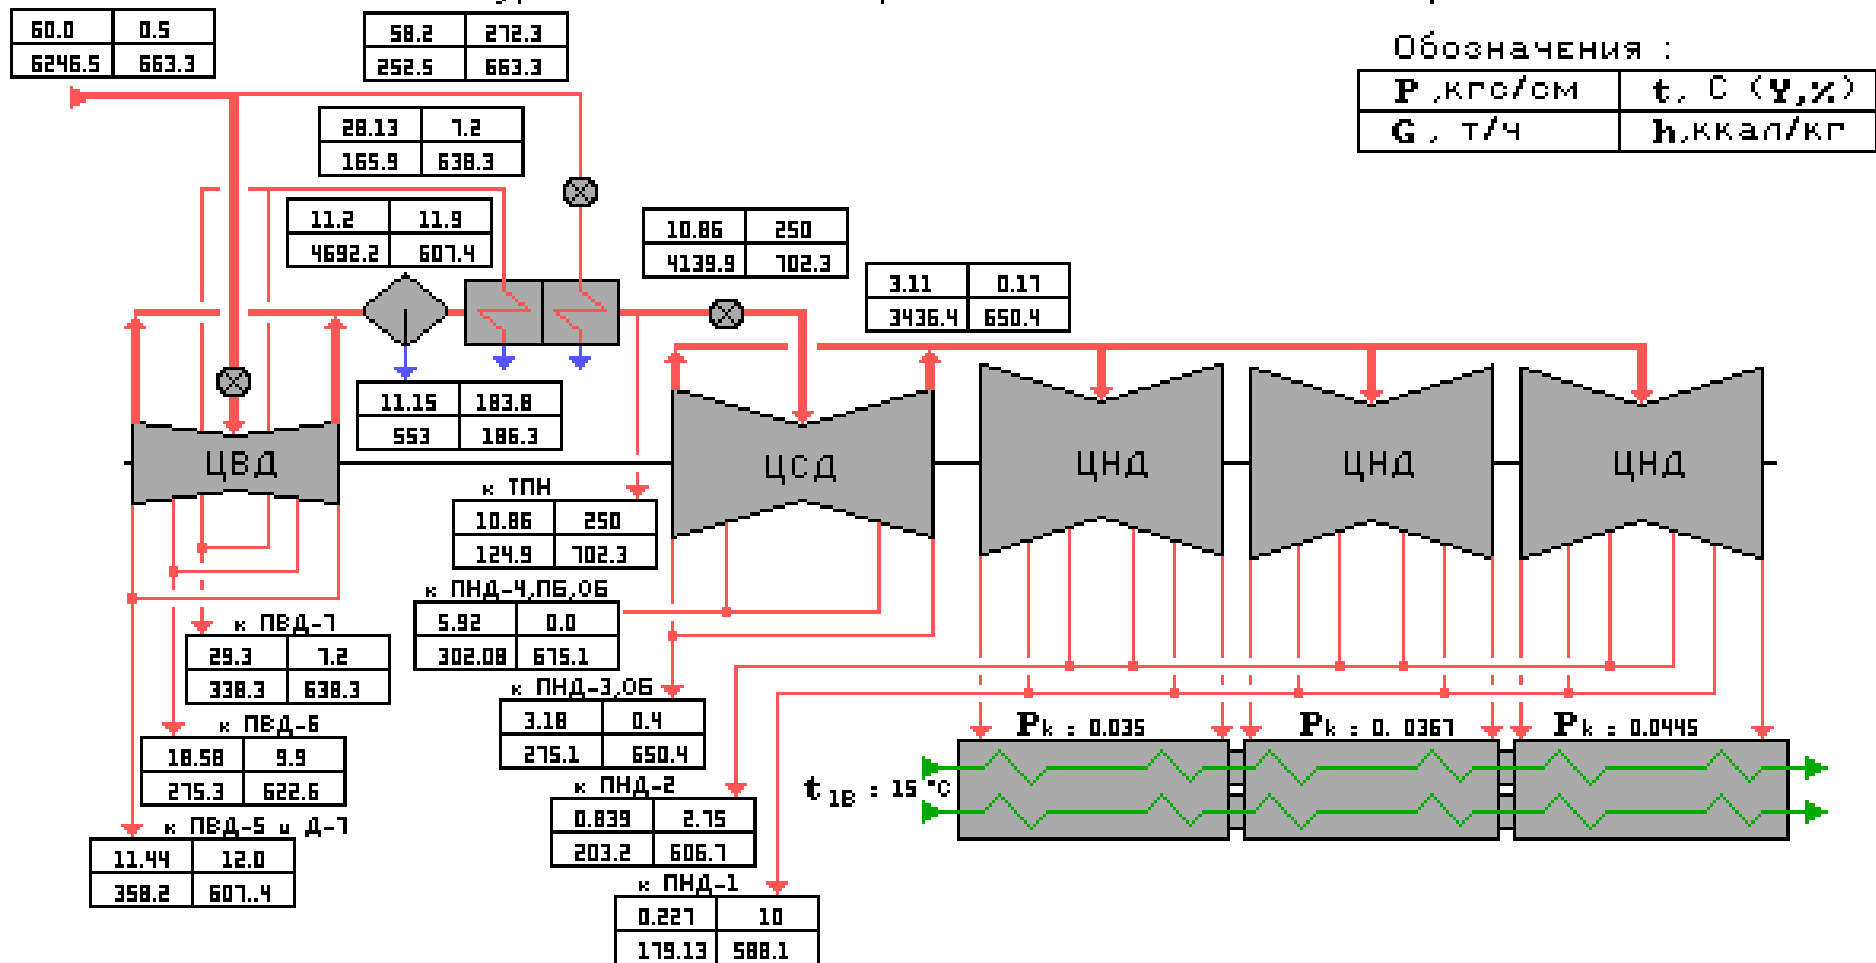 60.0 0.5
6246.5 663.3
58.2 272.3
252.5 663.3
Обозначения :
P ,кгс/см t, C (Y,%)
G , т/ч h,ккал/кг
28.13 7.2
165.9 638.3
11.2 11.9
4692.2 607.4
10.86 250
4139.9 702.3
3.11 0.17
3436.4 650.4
11.15 183.8
553 186.3
ЦВД
ЦСД
ЦНД
ЦНД
ЦНД
к ТПН
10.86 250
124.9 702.3
к ПНД-4,ПБ,ОБ
5.92 0.0
302.08 675.1
к ПВД-7
29.3 7.2
338.3 638.3
к ПНД-3,ОБ
3.18 0.4
275.1 650.4
к ПВД-6
18.58 9.9
275.3 622.6
Pк : 0.035
Pк : 0. 0367
Pк : 0.0445
t 1В : 15 °C
к ПНД-2
0.839 2.75
203.2 606.7
к ПВД-5 и Д-7
11.44 12.0
358.2 607..4
к ПНД-1
0.227 10
179.13 588.1